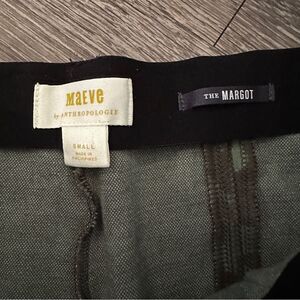 MAEVE
by ANTHROPOLOGIE
SMALL
MADE IN
PHILIPPINES
THE MARGOT